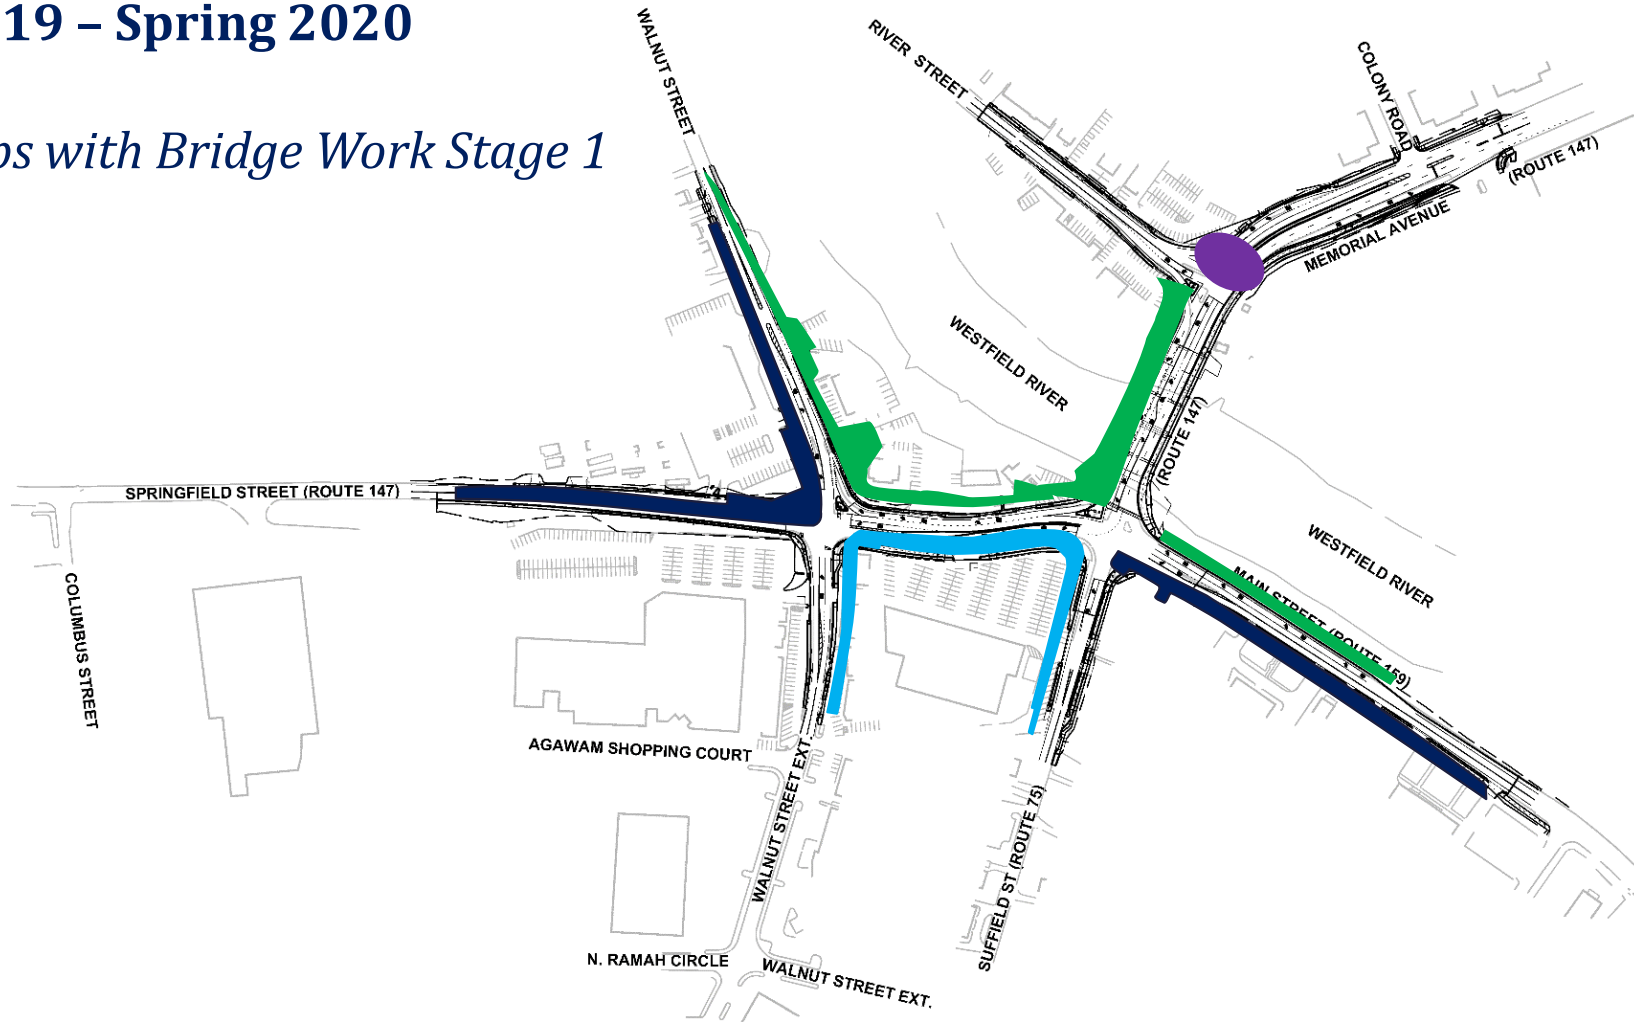 19 – Spring 2020
ps with Bridge Work Stage 1
WALNUT STREET
RIVER STREET
COLONY ROAD
(ROUTE 147)
MEMORIAL AVENUE
WESTFIELD RIVER
(ROUTE 147)
SPRINGFIELD STREET (ROUTE 147)
WESTFIELD RIVER
MAIN STREET (ROUTE 159)
COLUMBUS STREET
AGAWAM SHOPPING COURT
WALNUT STREET EXT.
SUFFIELD ST (ROUTE 75)
N. RAMAH CIRCLE
WALNUT STREET EXT.